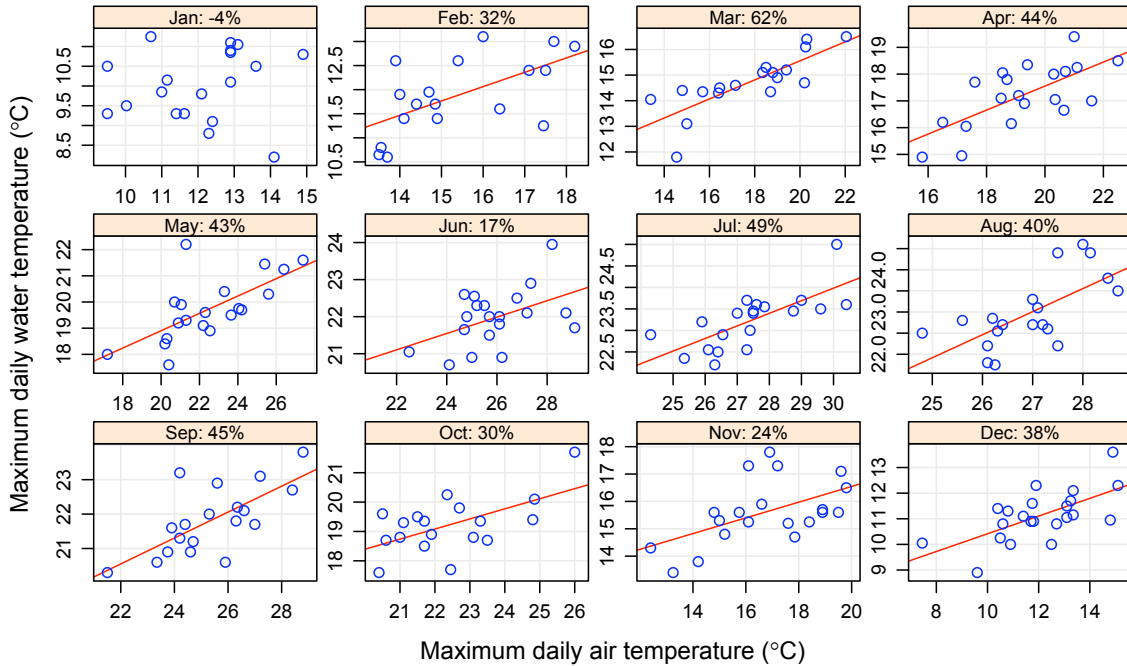 Maximum daily water temperature (°C)
Jan: -4%
Feb: 32%
Mar: 62%
Apr: 44%
8.5 9.5 10.5
10.5 11.5 12.5
12 13 14 15 16
15 16 17 18 19
10 11 12 13 14 15
14 15 16 17 18
14 16 18 20 22
16 18 20 22
May: 43%
Jun: 17%
Jul: 49%
Aug: 40%
18 19 20 21 22
21 22 23 24
22.5 23.5 24.5
22.0 23.0 24.0
18 20 22 24 26
22 24 26 28
25 26 27 28 29 30
25 26 27 28
Sep: 45%
Oct: 30%
Nov: 24%
Dec: 38%
21 22 23
18 19 20 21
14 15 16 17 18
9 10 11 12 13
22 24 26 28
21 22 23 24 25 26
14 16 18 20
8 10 12 14
Maximum daily air temperature (°C)